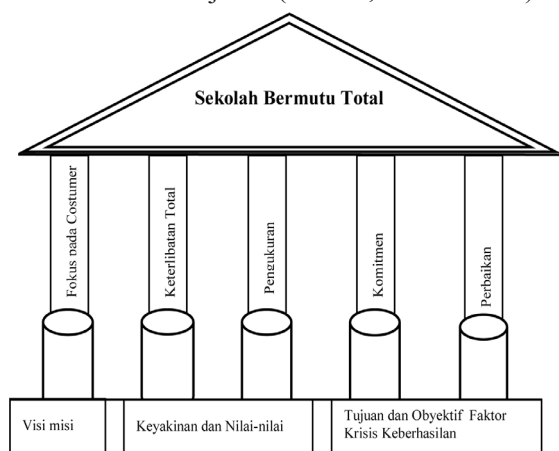 Sekolah Bermutu Total
Fokus pada Costumer
Keterlibatan Total
Pengukuran
Komitmen
Perbaikan
Visi misi
Keyakinan dan Nilai-nilai
Tujuan dan Obyektif Faktor
Krisis Keberhasilan